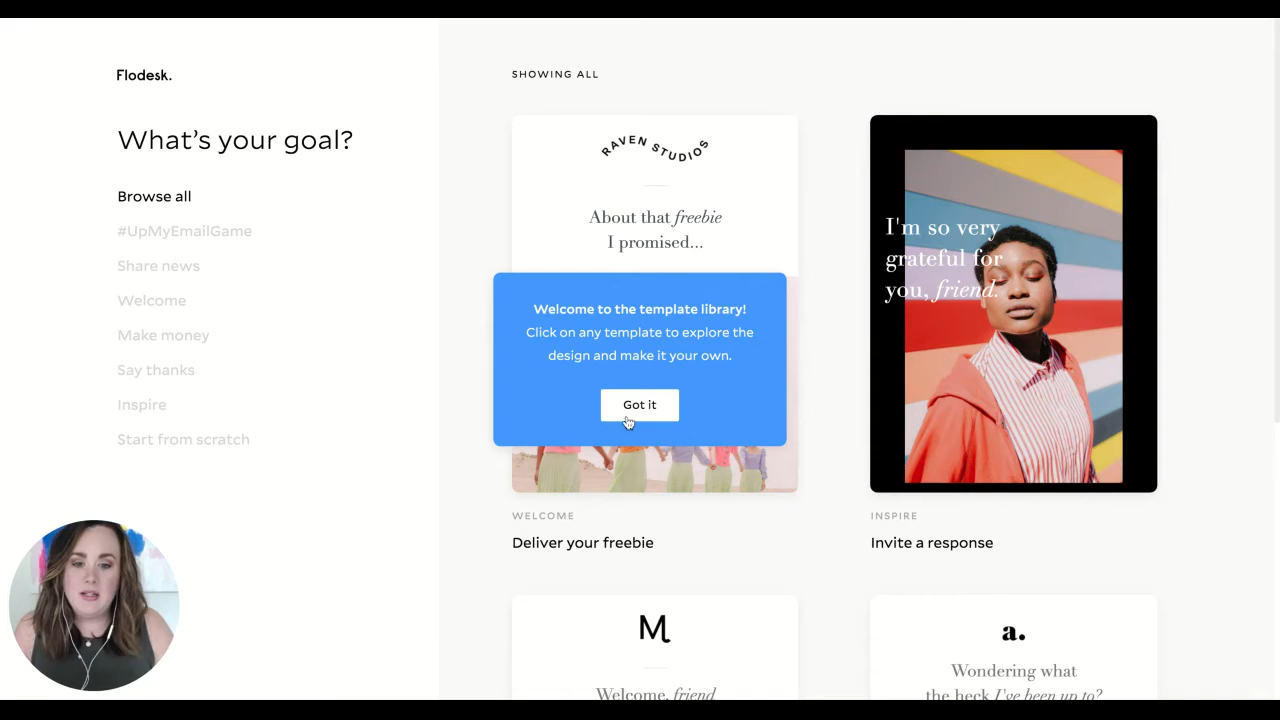 Flodesk.
What's your goal?
Browse all
#UpMyEmailGame
Share news
Welcome
Make money
Say thanks
Inspire
Start from scratch
SHOWING ALL
RAVEN STUDIOS
About that freebie
I promised...
Welcome to the template library!
Click on any template to explore the
design and make it your own.
Got it
WELCOME
Deliver your freebie
I'm so very
grateful for
you, friend.
INSPIRE
Invite a response
M
Welcome, friend
a.
Wondering what
the heck I've been up to?